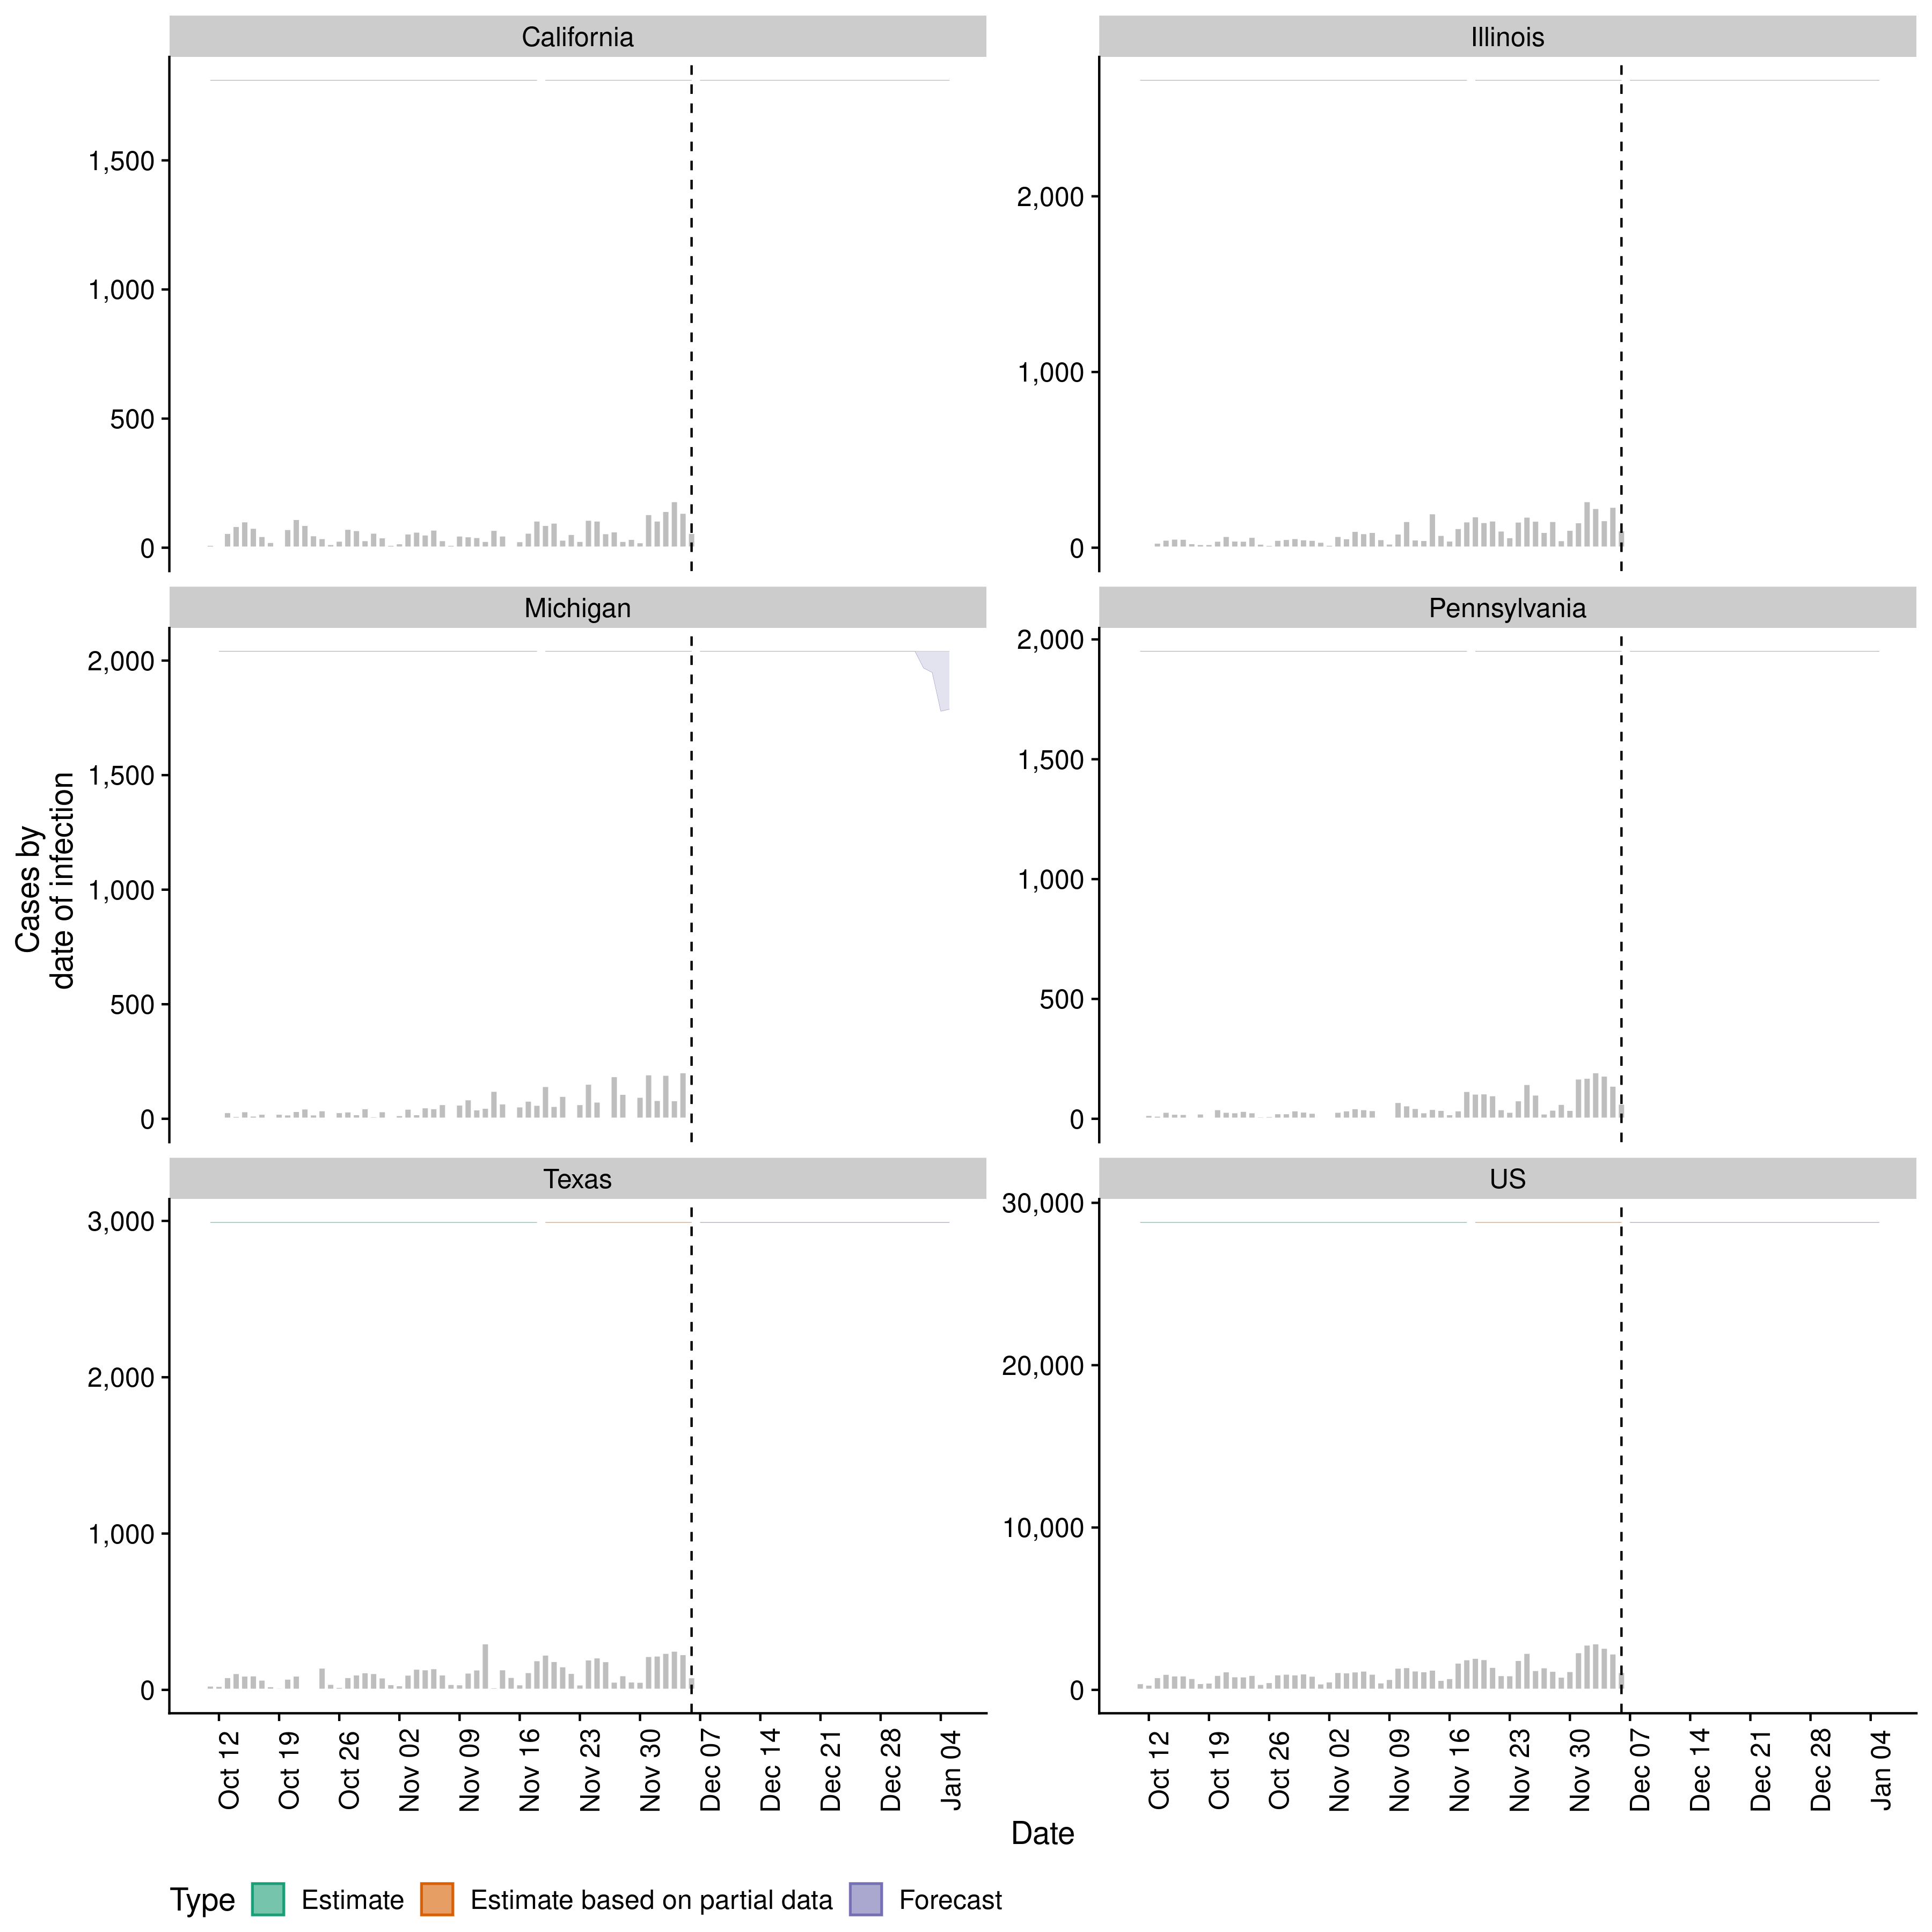 California
Illinois
1,500
1,000
500
0
2,000
1,000
0
Michigan
Pennsylvania
2,000
1,500
1,000
500
0
2,000
1,500
1,000
500
0
Texas
US
3,000
2,000
1,000
0
30,000
20,000
10,000
0
Cases by
date of infection
Oct 12
Oct 19
Oct 26
Nov 02
Nov 09
Nov 16
Nov 23
Nov 30
Dec 07
Dec 14
Dec 21
Dec 28
Jan 04
Oct 12
Oct 19
Oct 26
Nov 02
Nov 09
Nov 16
Nov 23
Nov 30
Dec 07
Dec 14
Dec 21
Dec 28
Jan 04
Date
Type Estimate Estimate based on partial data Forecast